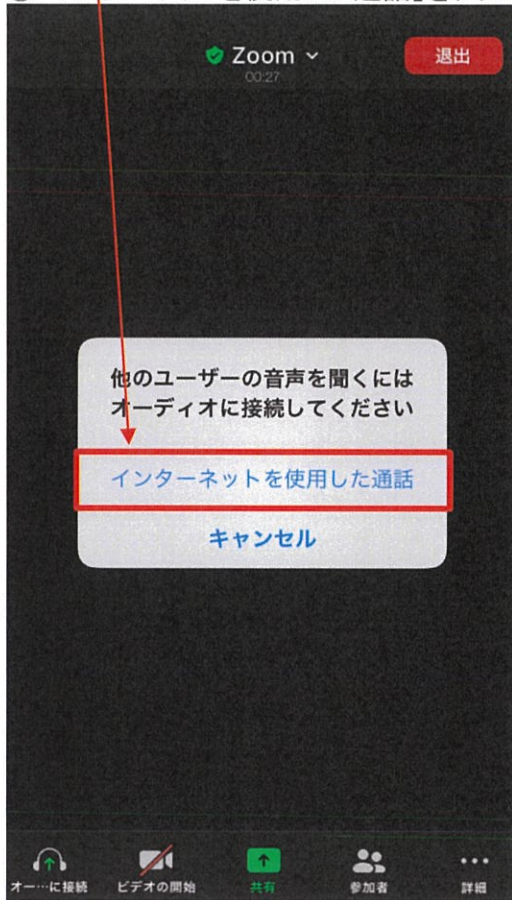 Zoom
退出
00:27
他のユーザーの音声を聞くには
オーディオに接続してください
インターネットを使用した通話
キャンセル
オー…に接続
ビデオの開始
共有
参加者
詳細